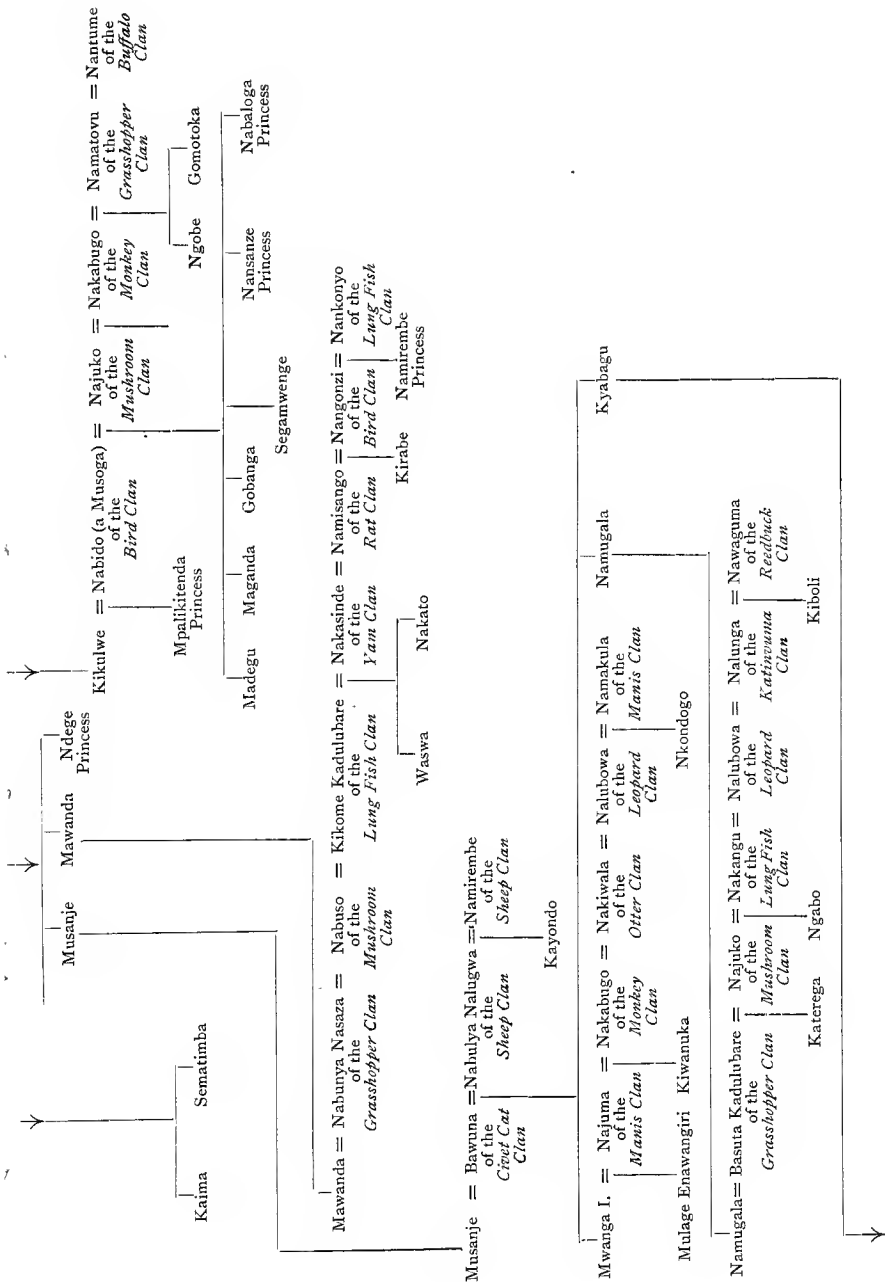 Musanje Mawanda Ndege
Princess
Kaima Sematimba
Kikulwe = Nabido (a Musoga) = Najuko = Nakabugo = Namatovu = Nantume
of the of the of the of the of the
Bird Clan Mushroom Monkey Grasshopper Buffalo
Clan Clan Clan Clan
Mpalikitenda
Princess
Ngobe Gomotoka
Madegu Maganda Gobanga Nansanze Nabaloga
Princess Princess
Segamwenge
Mawanda = Nabunya Nasaza = Nabuso = Kikome Kadulubare = Nakasinde = Namisango = Nangonzi = Nankonyo
of the of the of the of the of the of the of the
Grasshopper Clan Mushroom Lung Fish Clan Yam Clan Rat Clan Bird Clan Lung Fish
Clan Clan
Kirabe Namirembe
Princess
Waswa Nakato
Musanje = Bawuna = Nabulya Nalugwa = Namirembe
of the of the of the
Civet Cat Sheep Clan Sheep Clan
Clan
Kayondo
Mwanga I. = Najuma = Nakabugo = Nakiwala = Nalubowa = Namakula Namugala Kyabagu
of the of the of the of the of the
Manis Clan Monkey Otter Clan Leopard Manis Clan
Clan Clan
Mulage Enawangiri Kiwanuka Nkondogo
Namugala = Basuta Kadulubare = Najuko = Nakangu = Nalubowa = Nalunga = Nawaguma
of the of the of the of the of the of the
Grasshopper Clan Mushroom Lung Fish Leopard Katinvuma Reedbuck
Clan Clan Clan Clan Clan
Katerega Ngabo Kiboli